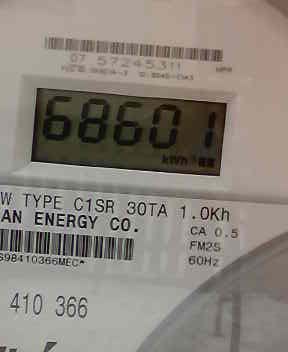 07 57245311
68601
kWh
W TYPE C1SR 30TA 1.0Kh
AN ENERGY CO.
CA 0.5
FM2S
60Hz
S98410366MEC*
410 366